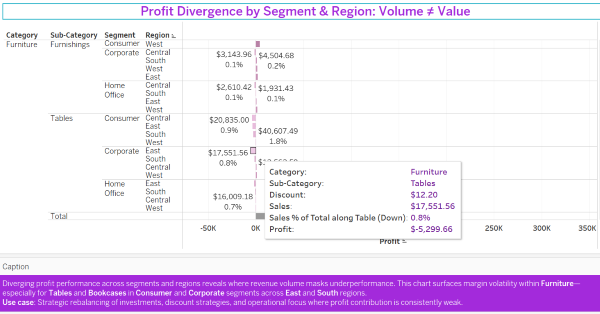 Profit Divergence by Segment & Region: Volume ≠ Value
Category Sub-Category Segment Region
Furniture Furnishings Consumer West
Corporate Central $3,143.96 $4,504.68
South 0.1% 0.2%
West
East
Home Office Central $2,610.42 $1,931.43
South 0.1% 0.1%
East
West
Tables Consumer Central $20,835.00
East 0.9% $40,607.49
South 1.8%
West
Corporate East $17,551.56
South 0.8%
Central
West
Home Office East
South $16,009.18
Central 0.7%
West
Total
Category: Furniture
Sub-Category: Tables
Discount: $12.20
Sales: $17,551.56
Sales % of Total along Table (Down): 0.8%
Profit: $-5,299.66
-50K 0K 250K 300K 350K
Profit
Caption
Diverging profit performance across segments and regions reveals where revenue volume masks underperformance. This chart surfaces margin volatility within Furniture—
especially for Tables and Bookcases in Consumer and Corporate segments across East and South regions.
Use case: Strategic rebalancing of investments, discount strategies, and operational focus where profit contribution is consistently weak.